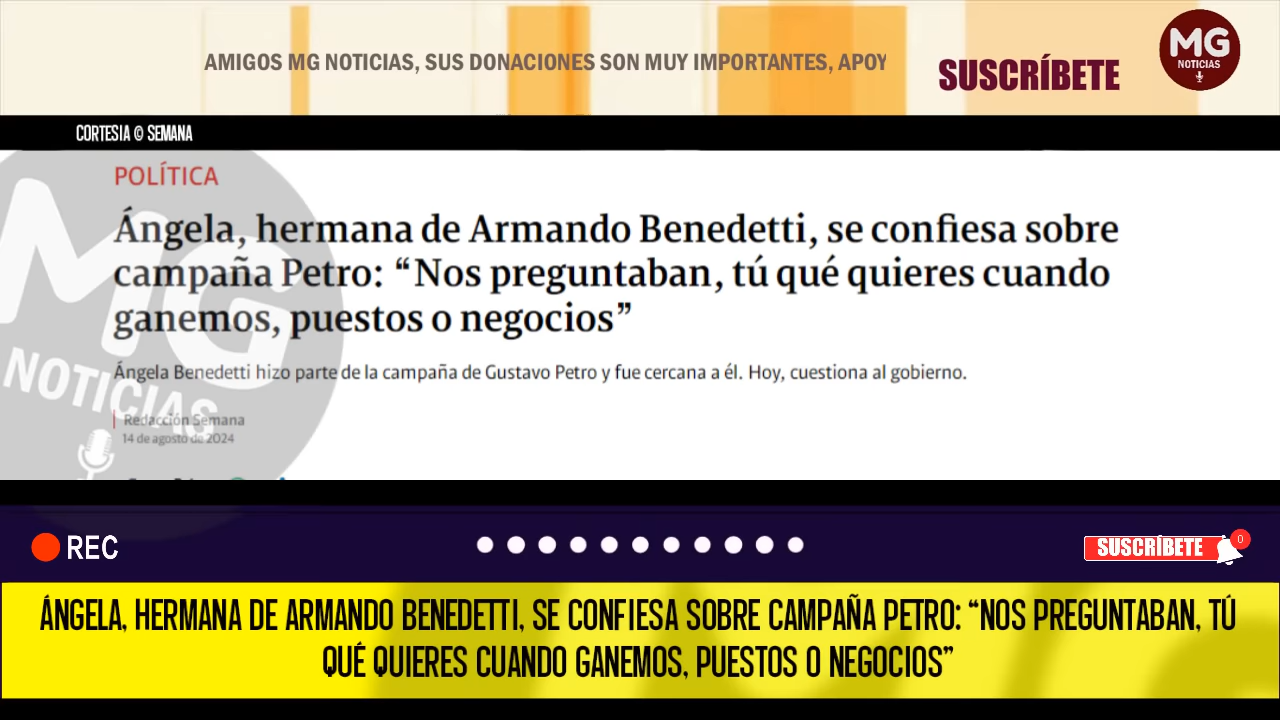 AMIGOS MG NOTICIAS, SUS DONACIONES SON MUY IMPORTANTES, APOY
SUSCRÍBETE
MG
NOTICIAS
CORTESIA © SEMANA
POLÍTICA
Ángela, hermana de Armando Benedetti, se confiesa sobre
campaña Petro: “Nos preguntaban, tú qué quieres cuando
ganemos, puestos o negocios”
Ángela Benedetti hizo parte de la campaña de Gustavo Petro y fue cercana a él. Hoy, cuestiona al gobierno.
Redacción Semana
14 de agosto de 2024
MG
NOTICIAS
REC
SUSCRÍBETE
0
ÁNGELA, HERMANA DE ARMANDO BENEDETTI, SE CONFIESA SOBRE CAMPAÑA PETRO: “NOS PREGUNTABAN, TÚ
QUÉ QUIERES CUANDO GANEMOS, PUESTOS O NEGOCIOS”